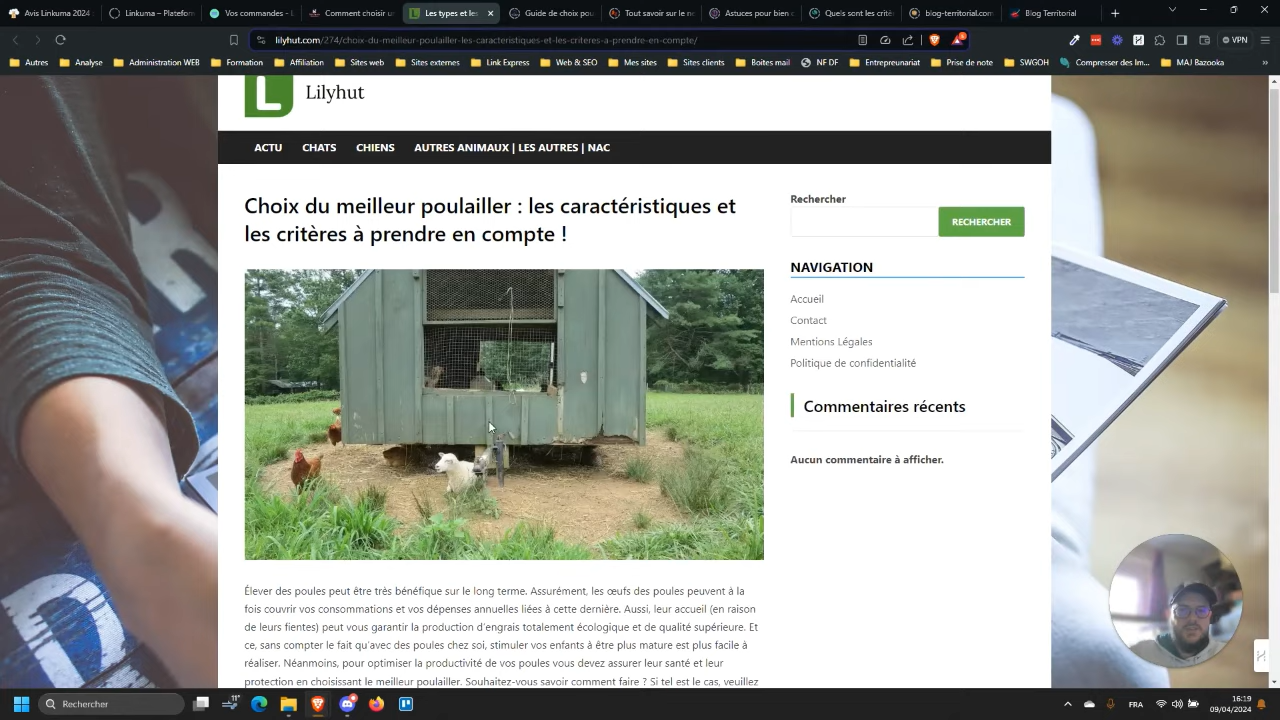 Avis Linkuma 2024
Linkuma – Platefor
Vos commandes - L
Comment choisir u
Les types et les
Guide de choix pou
Tout savoir sur le n
Astuces pour bien c
Quels sont les critè
blog-territorial.com
Blog Territorial
lilyhut.com/274/choix-du-meilleur-poulailler-les-caracteristiques-et-les-criteres-a-prendre-en-compte/
VPN
Autres
Analyse
Administration WEB
Formation
Affiliation
Sites web
Sites externes
Link Express
Web & SEO
Mes sites
Sites clients
Boites mail
NF DF
Entrepreunariat
Prise de note
SWGOH
Compresser des Im...
MAJ Bazooka
L
Lilyhut
ACTU
CHATS
CHIENS
AUTRES ANIMAUX | LES AUTRES | NAC
Choix du meilleur poulailler : les caractéristiques et
les critères à prendre en compte !
Élever des poules peut être très bénéfique sur le long terme. Assurément, les œufs des poules peuvent à la
fois couvrir vos consommations et vos dépenses annuelles liées à cette dernière. Aussi, leur accueil (en raison
de leurs fientes) peut vous garantir la production d'engrais totalement écologique et de qualité supérieure. Et
ce, sans compter le fait qu'avec des poules chez soi, stimuler vos enfants à être plus mature est plus facile à
réaliser. Néanmoins, pour optimiser la productivité de vos poules vous devez assurer leur santé et leur
protection en choisissant le meilleur poulailler. Souhaitez-vous savoir comment faire ? Si tel est le cas, veuillez
Rechercher
RECHERCHER
NAVIGATION
Accueil
Contact
Mentions Légales
Politique de confidentialité
Commentaires récents
Aucun commentaire à afficher.
Rechercher
FRA
16:19
09/04/2024